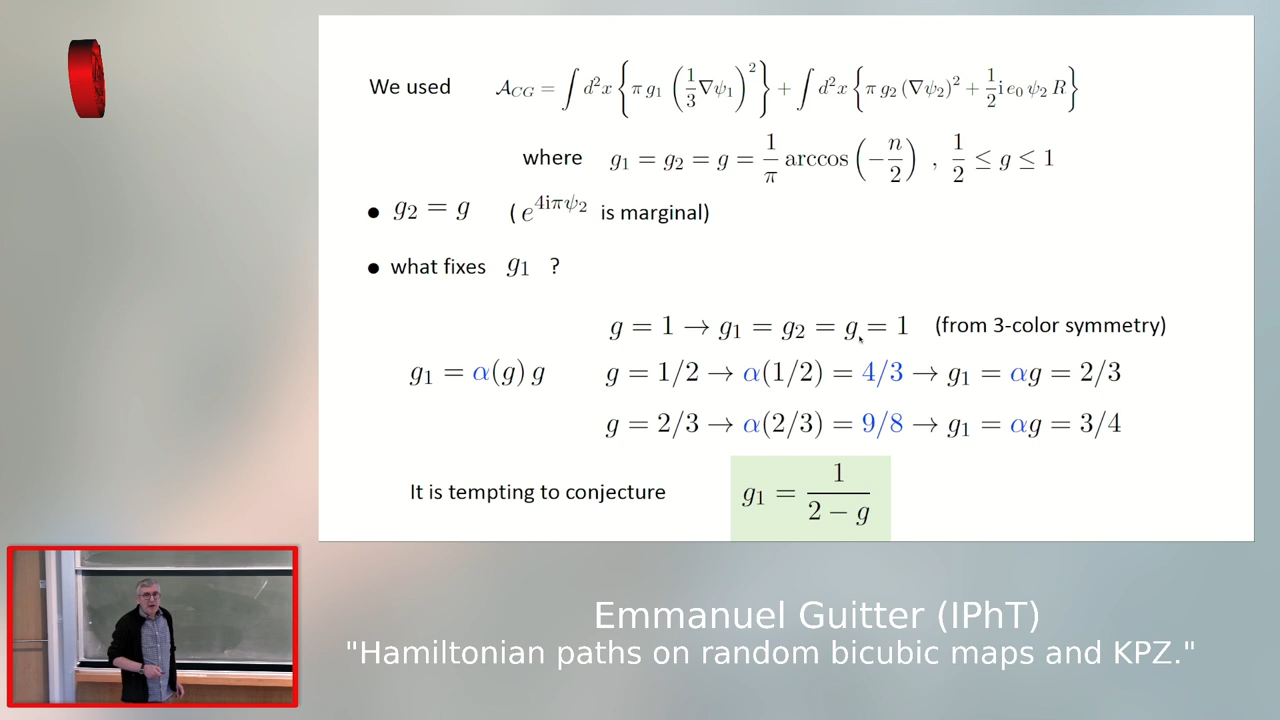 We used $\mathcal{A}_{CG} = \int d^2x \left\{ \pi g_1 \left( \frac{1}{3} \nabla\psi_1 \right)^2 \right\} + \int d^2x \left\{ \pi g_2 (\nabla\psi_2)^2 + \frac{1}{2} \mathrm{i}\, e_0\, \psi_2\, R \right\}$
where $g_1 = g_2 = g = \frac{1}{\pi} \arccos\left( -\frac{n}{2} \right)\ ,\ \frac{1}{2} \leq g \leq 1$
● $g_2 = g$ ( $e^{4\mathrm{i}\pi\psi_2}$ is marginal)
● what fixes $g_1$ ?
$g = 1 \rightarrow g_1 = g_2 = g = 1$ (from 3-color symmetry)
$g_1 = \alpha(g)\, g$ $g = 1/2 \rightarrow \alpha(1/2) = 4/3 \rightarrow g_1 = \alpha g = 2/3$
$g = 2/3 \rightarrow \alpha(2/3) = 9/8 \rightarrow g_1 = \alpha g = 3/4$
It is tempting to conjecture $g_1 = \frac{1}{2 - g}$
Emmanuel Guitter (IPhT)
"Hamiltonian paths on random bicubic maps and KPZ."